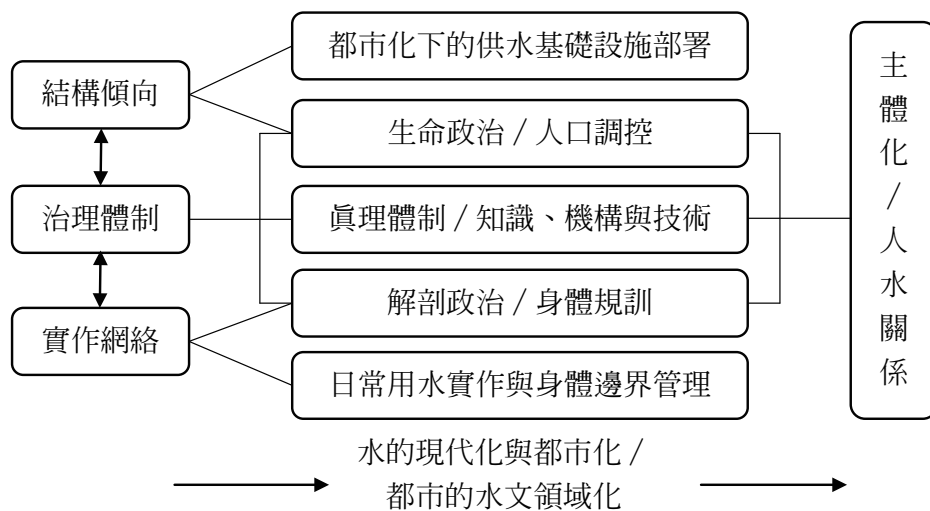 結構傾向
治理體制
實作網絡
都市化下的供水基礎設施部署
生命政治 / 人口調控
眞理體制 / 知識、機構與技術
解剖政治 / 身體規訓
日常用水實作與身體邊界管理
主體化/人水關係
水的現代化與都市化 /
都市的水文領域化